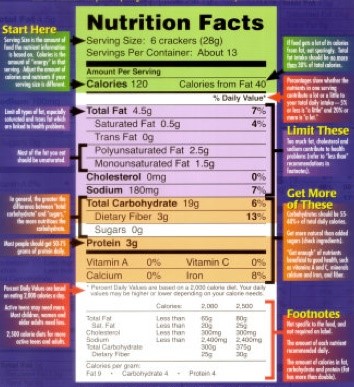 Nutrition Facts
Start Here
Serving Size is the amount of
food the nutrition information
is based on. Calories is the
amount of "energy" in that
serving. Adjust the amount of
calories and nutrients if your
serving size is different.
Serving Size: 6 crackers (28g)
Servings Per Container: About 13
Amount Per Serving
Calories 120 Calories from Fat 40
% Daily Value*
If food gets a lot of its calories
from fat, eat sparingly. Total
fat intake should be no more
than 30% of total calories.
Percentages show whether the
nutrients in one serving
contribute a lot or a little to
your total daily intake — 5%
or less is "a little" and 20% or
more is "a lot."
Limit all types of fat, especially
saturated and trans fat which
are linked to health problems.
Total Fat 4.5g 7%
Saturated Fat 0.5g 4%
Trans Fat 0g
Most of the fat you eat
should be unsaturated.
Polyunsaturated Fat 2.5g
Monounsaturated Fat 1.5g
Cholesterol 0mg 0%
Sodium 180mg 7%
Limit These
Too much fat, cholesterol and
sodium contribute to health
problems (refer to "less than"
recommendations in
footnotes).
In general, the greater the
difference between "total
carbohydrate" and "sugars",
the more nutritious the
carbohydrate.
Total Carbohydrate 19g 6%
Dietary Fiber 3g 13%
Sugars 0g
Most people should get 50-75
grams of protein daily.
Protein 3g
Vitamin A 0% Vitamin C 0%
Calcium 0% Iron 8%
Get More
of These
Carbohydrates should be 55-
60%+ of total daily calories.
Get more natural than added
sugars (check ingredients).
"Get enough" of nutrients
beneficial to good health, such
as vitamins A and C, minerals
calcium and iron, and fiber.
Percent Daily Values are based
on eating 2,000 calories a day.
Active teens may need more.
Most children, women and
older adults need less.
2,500 calories for more
active teens and adults.
* Percent Daily Values are based on a 2,000 calorie diet. Your daily
values may be higher or lower depending on your calorie needs.
Calories: 2,000 2,500
Total Fat Less than 65g 80g
Sat. Fat Less than 20g 25g
Cholesterol Less than 300mg 300mg
Sodium Less than 2,400mg 2,400mg
Total Carbohydrate 300g 375g
Dietary Fiber 25g 30g
Calories per gram:
Fat 9 • Carbohydrate 4 • Protein 4
Footnotes
Not specific to the food, and
not required on label.
The amount of each nutrient
recommended daily.
The amount of calories in fat,
carbohydrate and protein (Fat
has more than double).